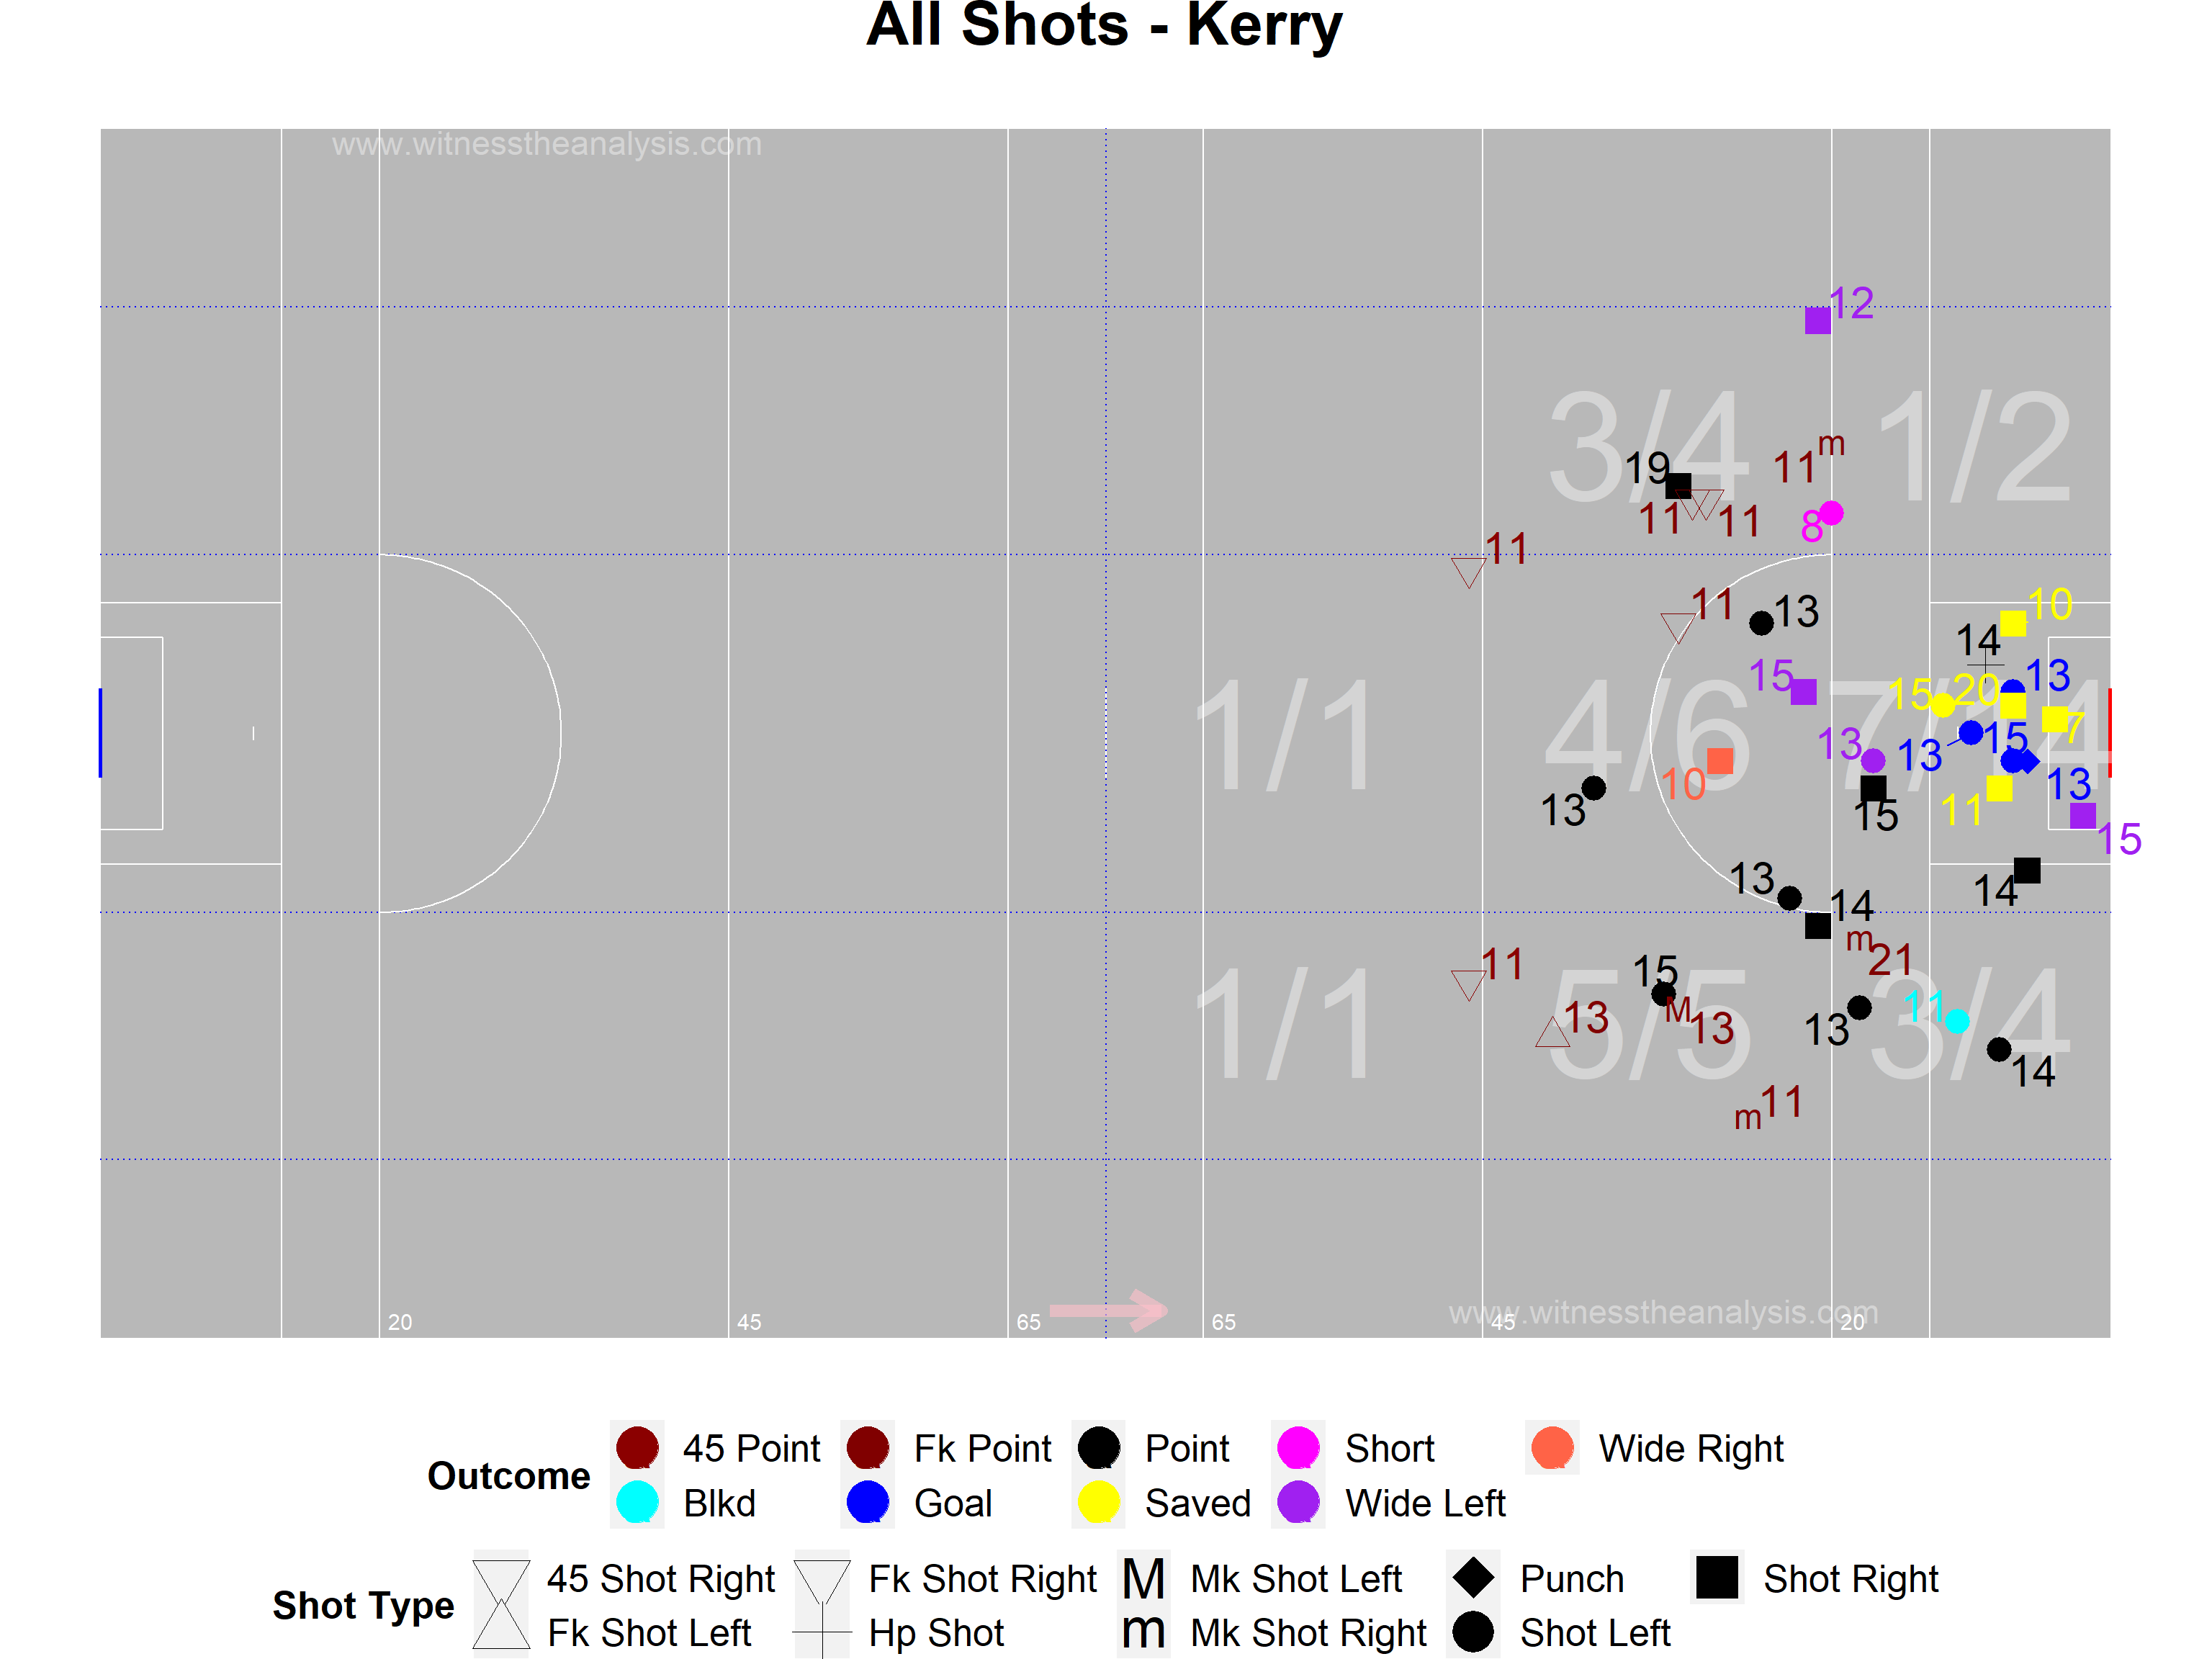 All Shots - Kerry
www.witnesstheanalysis.com
12
3/4 1/2
m
19 11
11 11
8
11
11 13
10
14
15 13
15 20
1/1 4/6 7/14
7
13 13 15
10 13
13 15 11
15
13 14
14
m
11 15 21
1/1 5/5 3/4
M 11
13 13 13
14
m 11
www.witnesstheanalysis.com
20 45 65 65 45 20
Outcome
45 Point Fk Point Point Short Wide Right
Blkd Goal Saved Wide Left
Shot Type
45 Shot Right Fk Shot Right M Mk Shot Left Punch Shot Right
Fk Shot Left Hp Shot m Mk Shot Right Shot Left